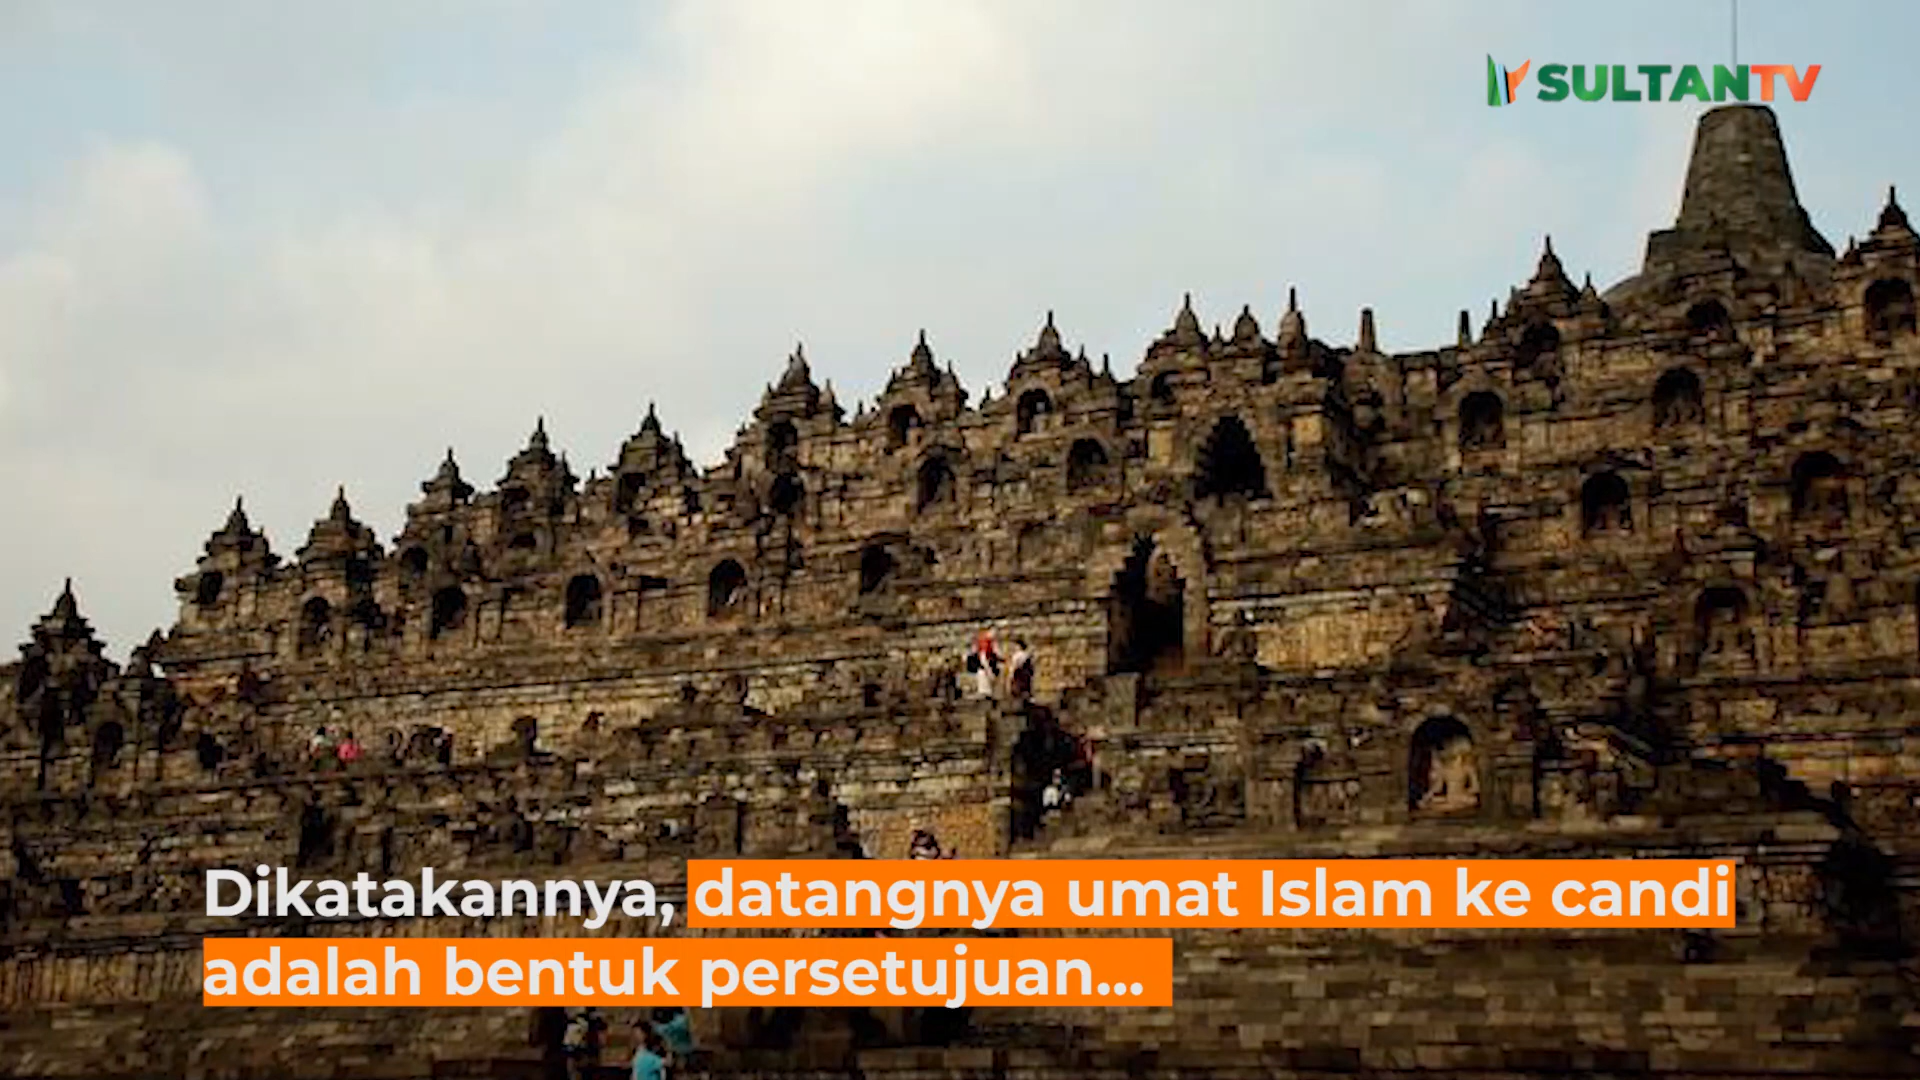 SULTANTV
Dikatakannya, datangnya umat Islam ke candi
adalah bentuk persetujuan...